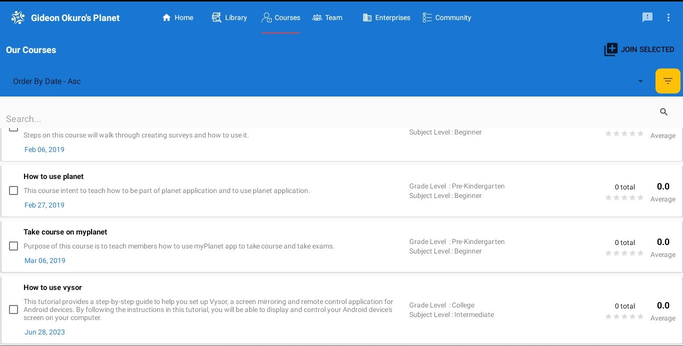 Gideon Okuro's Planet
Home
Library
Courses
Team
Enterprises
Community
Our Courses
JOIN SELECTED
Order By Date - Asc
Search...
Steps on this course will walk through creating surveys and how to use it.
Subject Level : Beginner
Average
Feb 06, 2019
How to use planet
This course intent to teach how to be part of planet application and to use planet application.
Grade Level : Pre-Kindergarten
Subject Level : Beginner
0 total
0.0
Average
Feb 27, 2019
Take course on myplanet
Purpose of this course is to teach members how to use myPlanet app to take course and take exams.
Grade Level : Pre-Kindergarten
Subject Level : Beginner
0 total
0.0
Average
Mar 06, 2019
How to use vysor
This tutorial provides a step-by-step guide to help you set up Vysor, a screen mirroring and remote control application for
Android devices. By following the instructions in this tutorial, you will be able to display and control your Android device's
screen on your computer.
Grade Level : College
Subject Level : Intermediate
0 total
0.0
Average
Jun 28, 2023